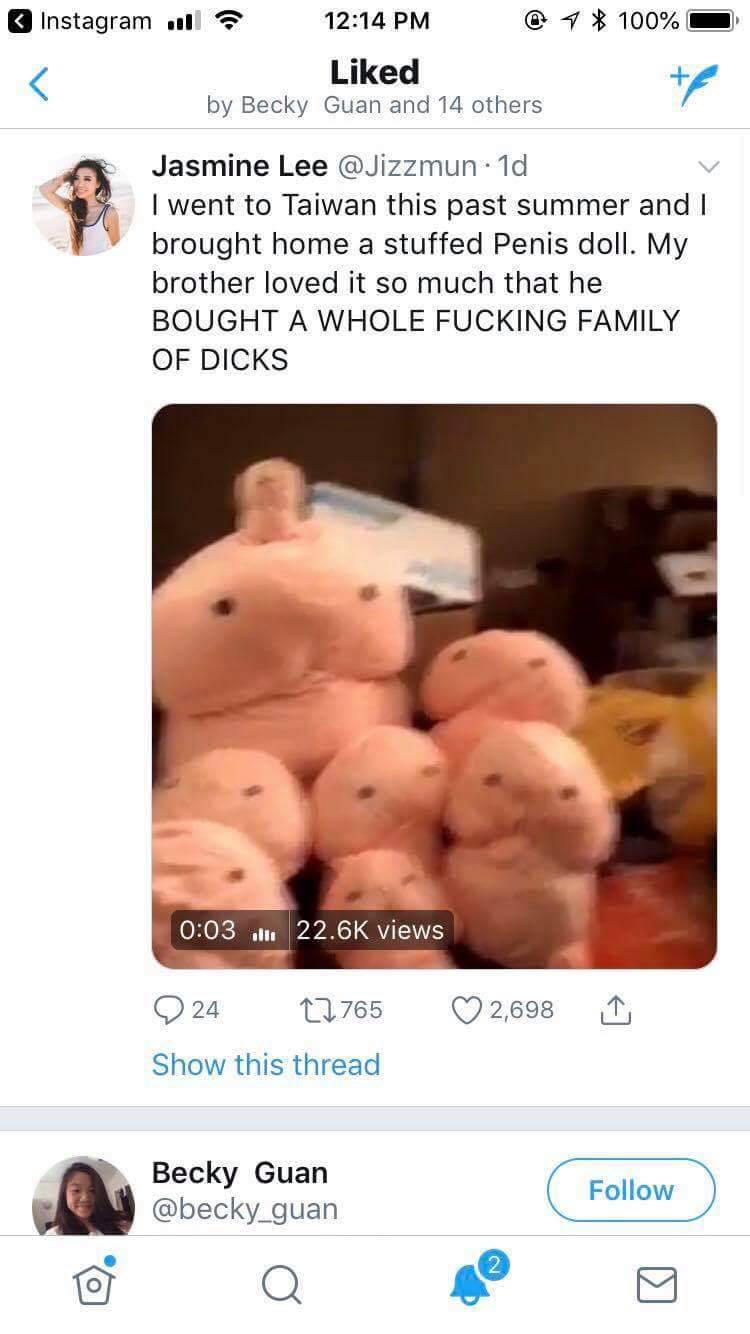 Instagram 12:14 PM 100%
Liked
by Becky Guan and 14 others
Jasmine Lee @Jizzmun · 1d
I went to Taiwan this past summer and I
brought home a stuffed Penis doll. My
brother loved it so much that he
BOUGHT A WHOLE FUCKING FAMILY
OF DICKS
0:03 22.6K views
24 765 2,698
Show this thread
Becky Guan
@becky_guan
Follow
2